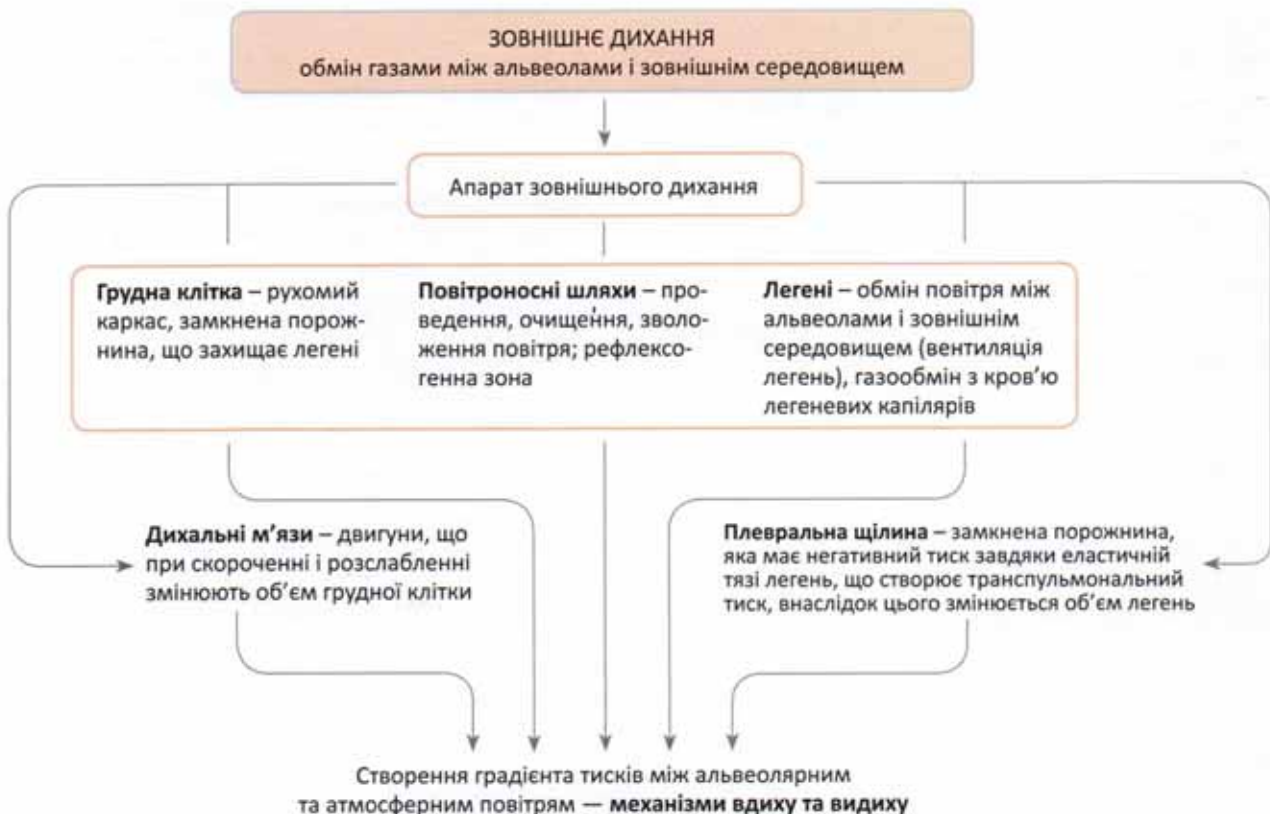 ЗОВНІШНЄ ДИХАННЯ
обмін газами між альвеолами і зовнішнім середовищем
Апарат зовнішнього дихання
Грудна клітка – рухомий
каркас, замкнена порож-
нина, що захищає легені
Повітроносні шляхи – про-
ведення, очищення, зволо-
ження повітря; рефлексо-
генна зона
Легені – обмін повітря між
альвеолами і зовнішнім
середовищем (вентиляція
легень), газообмін з кров’ю
легеневих капілярів
Дихальні м’язи – двигуни, що
при скороченні і розслабленні
змінюють об’єм грудної клітки
Плевральна щілина – замкнена порожнина,
яка має негативний тиск завдяки еластичній
тязі легень, що створює транспульмональний
тиск, внаслідок цього змінюється об’єм легень
Створення градієнта тисків між альвеолярним
та атмосферним повітрям — механізми вдиху та видиху